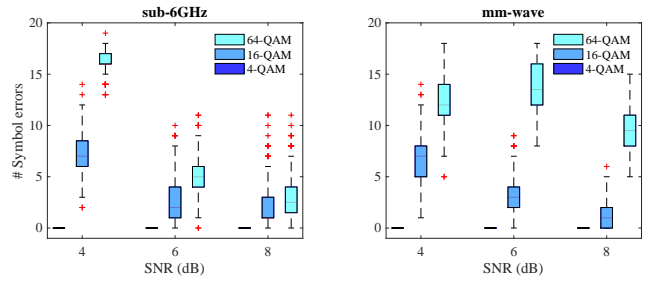 sub-6GHz
20
15
10
5
0
# Symbol errors
64-QAM
16-QAM
4-QAM
4 6 8
SNR (dB)
mm-wave
20
15
10
5
0
64-QAM
16-QAM
4-QAM
4 6 8
SNR (dB)